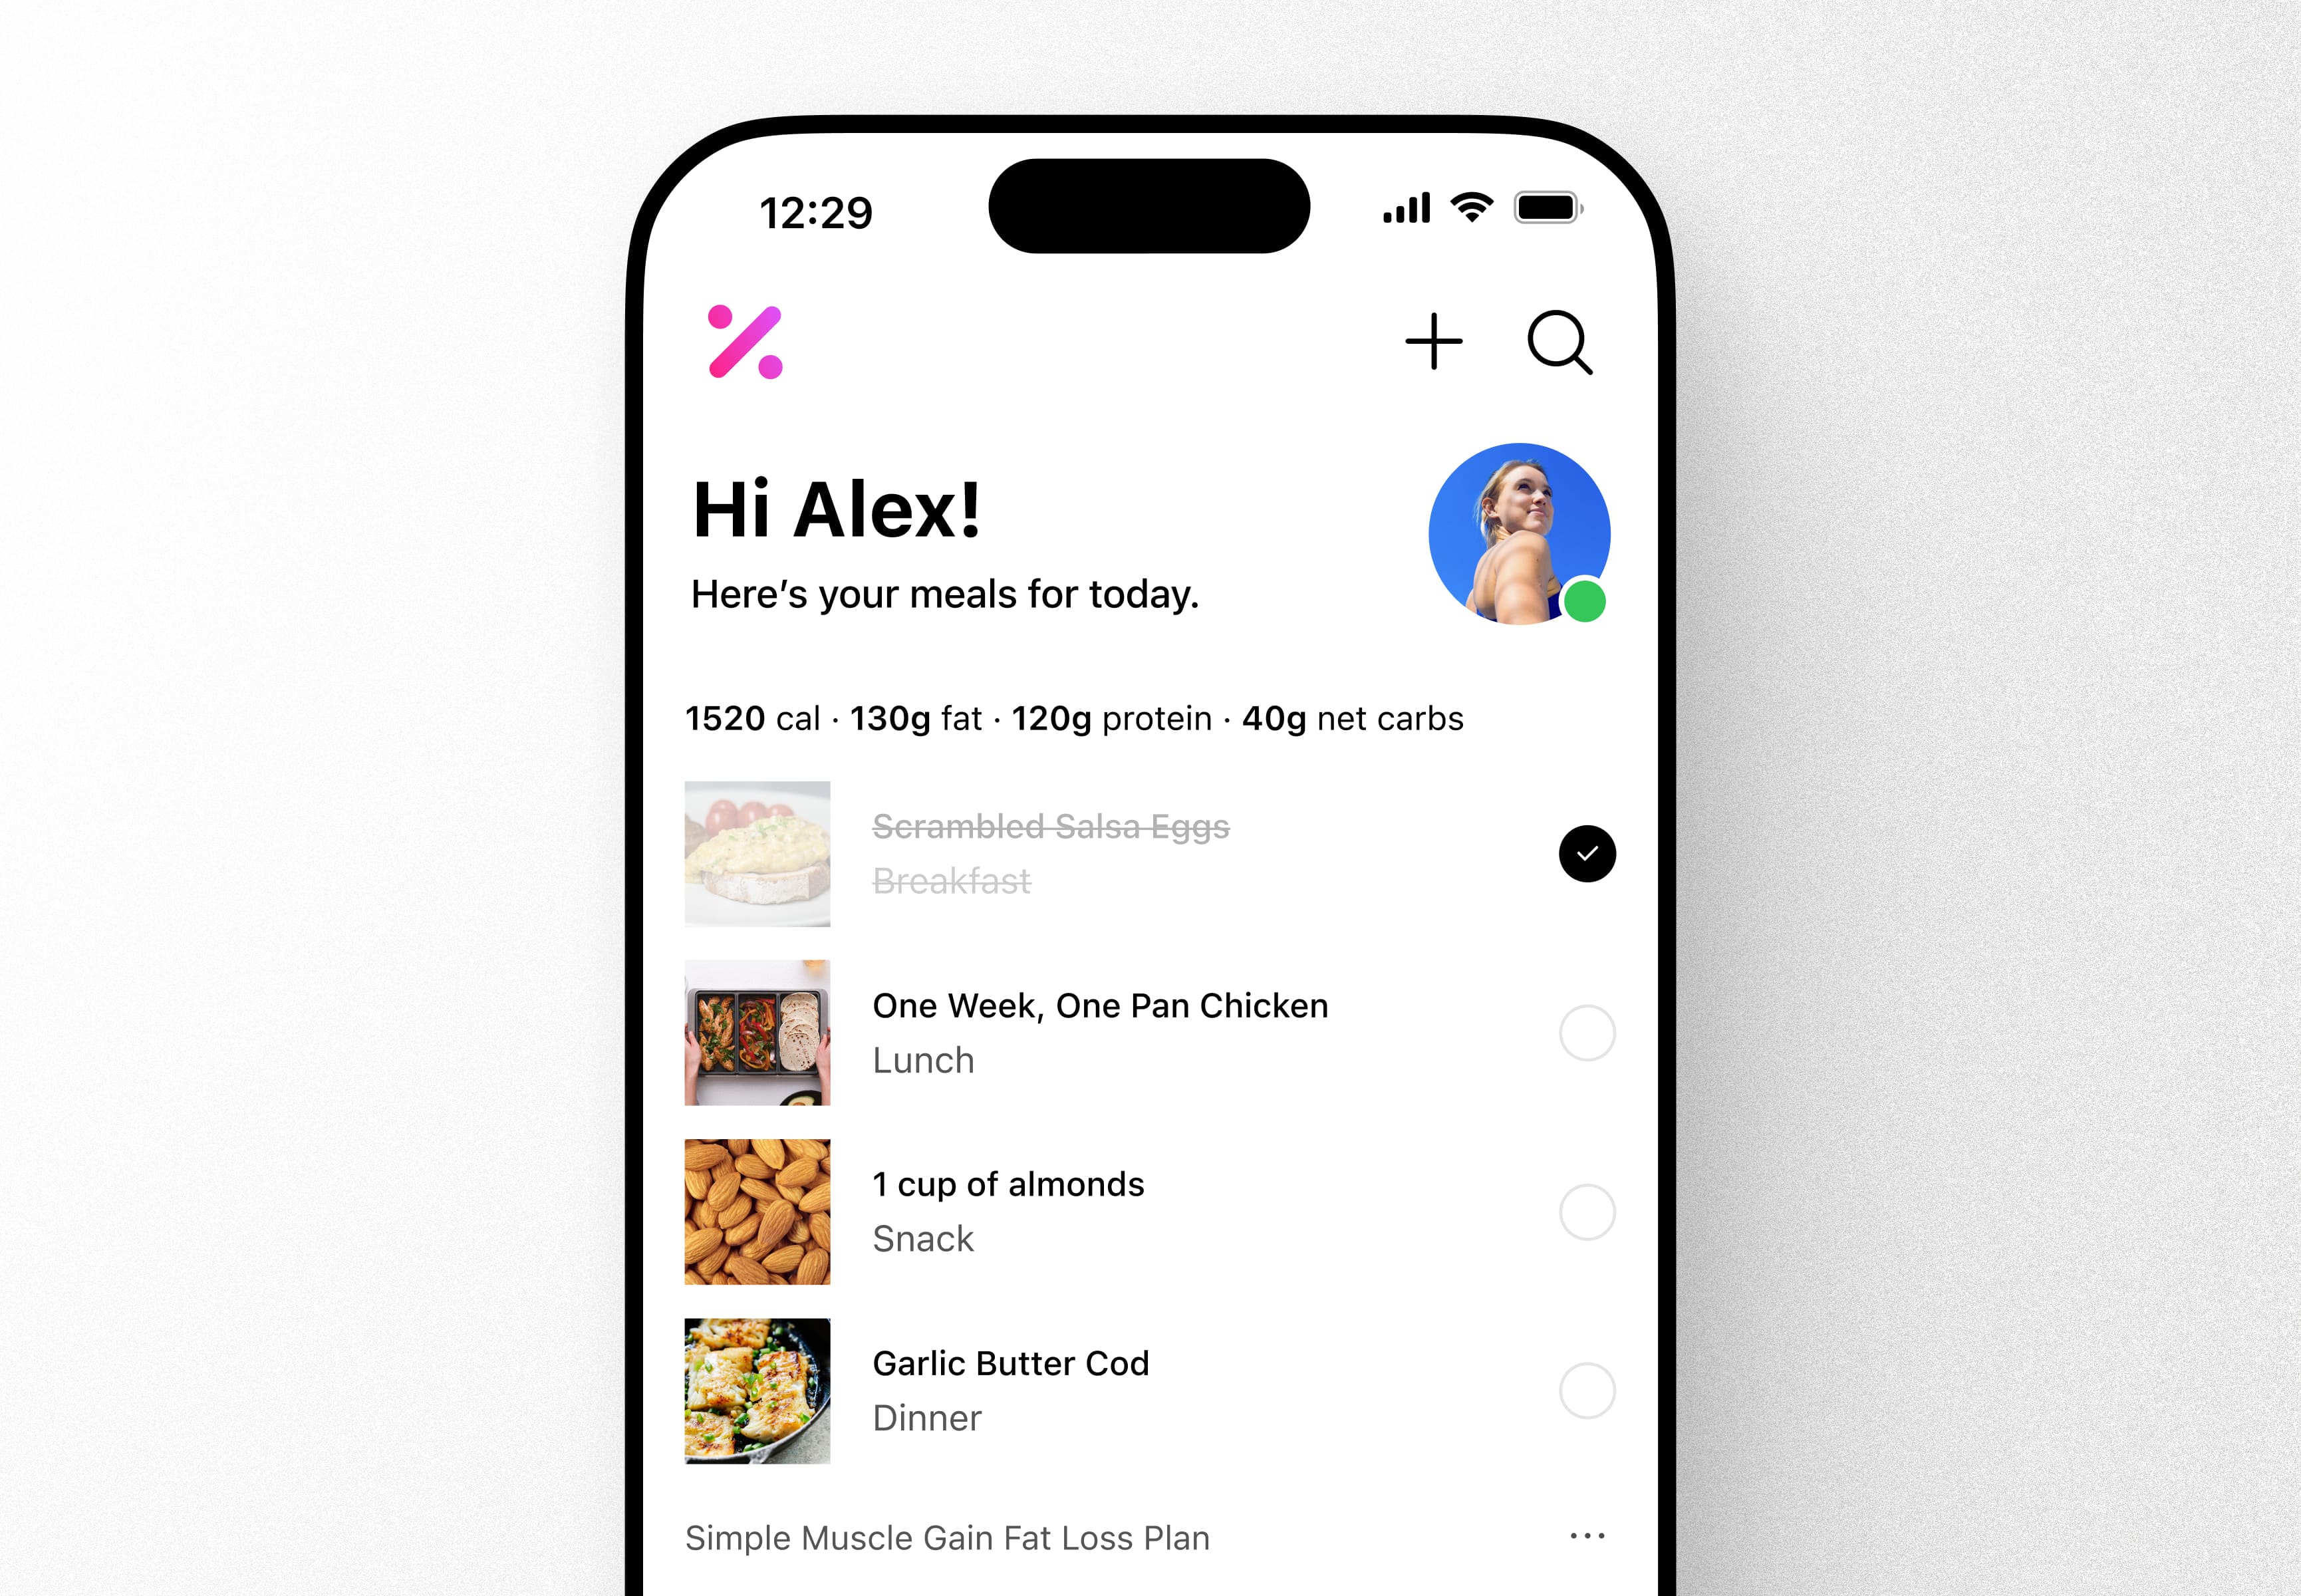 12:29
Hi Alex!
Here’s your meals for today.
1520 cal · 130g fat · 120g protein · 40g net carbs
Scrambled Salsa Eggs
Breakfast
One Week, One Pan Chicken
Lunch
1 cup of almonds
Snack
Garlic Butter Cod
Dinner
Simple Muscle Gain Fat Loss Plan